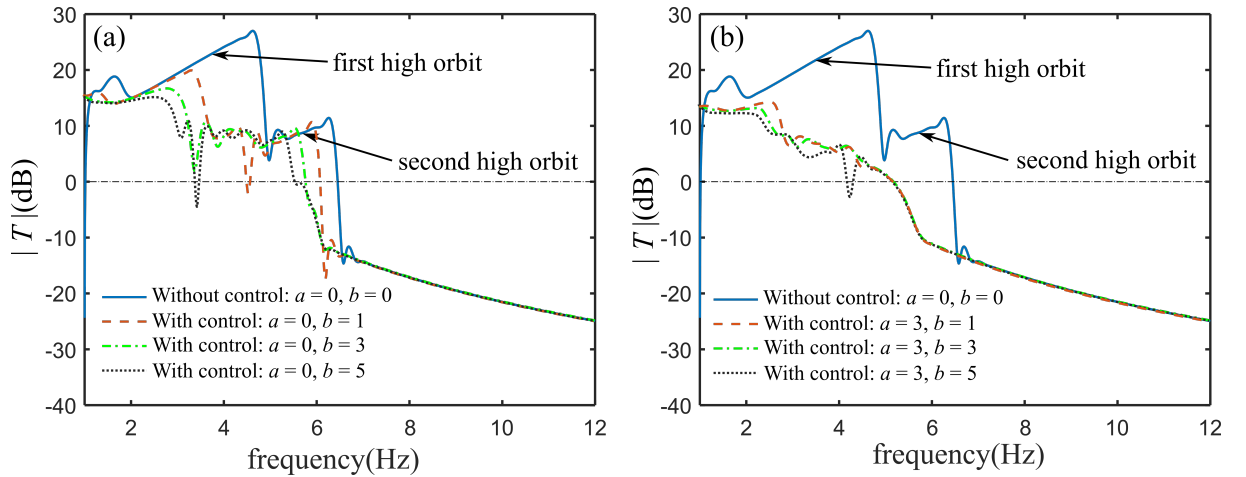 (a)
30
20
10
0
-10
-20
-30
-40
| T |(dB)
first high orbit
second high orbit
Without control: a = 0, b = 0
With control: a = 0, b = 1
With control: a = 0, b = 3
With control: a = 0, b = 5
2 4 6 8 10 12
frequency(Hz)
(b)
30
20
10
0
-10
-20
-30
-40
| T |(dB)
first high orbit
second high orbit
Without control: a = 0, b = 0
With control: a = 3, b = 1
With control: a = 3, b = 3
With control: a = 3, b = 5
2 4 6 8 10 12
frequency(Hz)